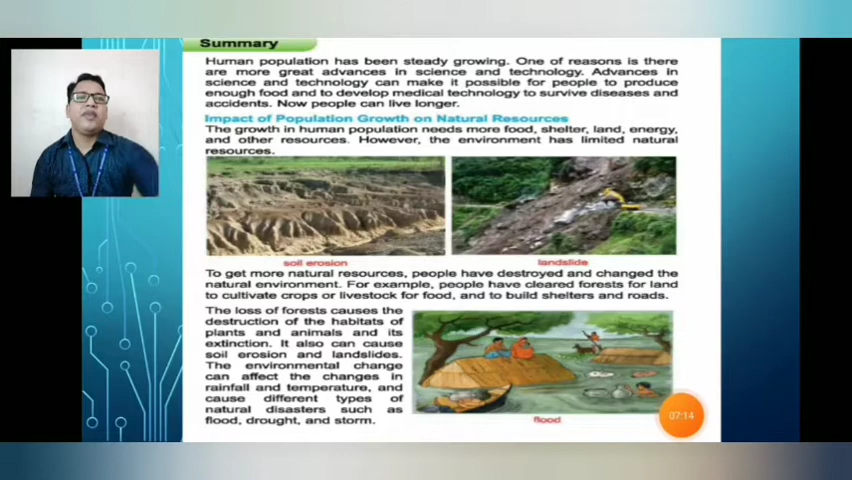 Summary
Human population has been steady growing. One of reasons is there
are more great advances in science and technology. Advances in
science and technology can make it possible for people to produce
enough food and to develop medical technology to survive diseases and
accidents. Now people can live longer.
Impact of Population Growth on Natural Resources
The growth in human population needs more food, shelter, land, energy,
and other resources. However, the environment has limited natural
resources.
soil erosion
landslide
To get more natural resources, people have destroyed and changed the
natural environment. For example, people have cleared forests for land
to cultivate crops or livestock for food, and to build shelters and roads.
The loss of forests causes the
destruction of the habitats of
plants and animals and its
extinction. It also can cause
soil erosion and landslides.
The environmental change
can affect the changes in
rainfall and temperature, and
cause different types of
natural disasters such as
flood, drought, and storm.
flood
07:14